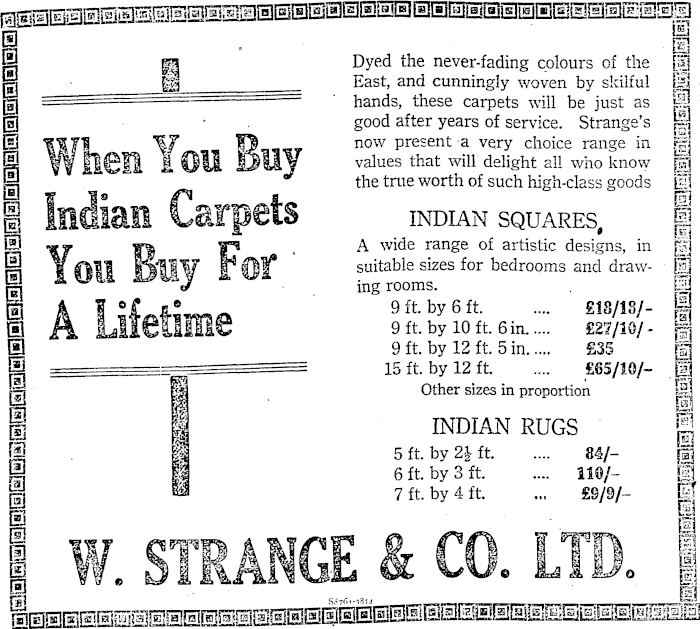 When You Buy
Indian Carpets
You Buy For
A Lifetime
Dyed the never-fading colours of the
East, and cunningly woven by skilful
hands, these carpets will be just as
good after years of service. Strange's
now present a very choice range in
values that will delight all who know
the true worth of such high-class goods
INDIAN SQUARES,
A wide range of artistic designs, in
suitable sizes for bedrooms and draw-
ing rooms.
9 ft. by 6 ft. .... £18/18/-
9 ft. by 10 ft. 6 in. .... £27/10/-
9 ft. by 12 ft. 5 in. .... £35
15 ft. by 12 ft. .... £65/10/-
Other sizes in proportion
INDIAN RUGS
5 ft. by 2½ ft. .... 84/-
6 ft. by 3 ft. .... 110/-
7 ft. by 4 ft. ... £9/9/-
W. STRANGE & CO. LTD.